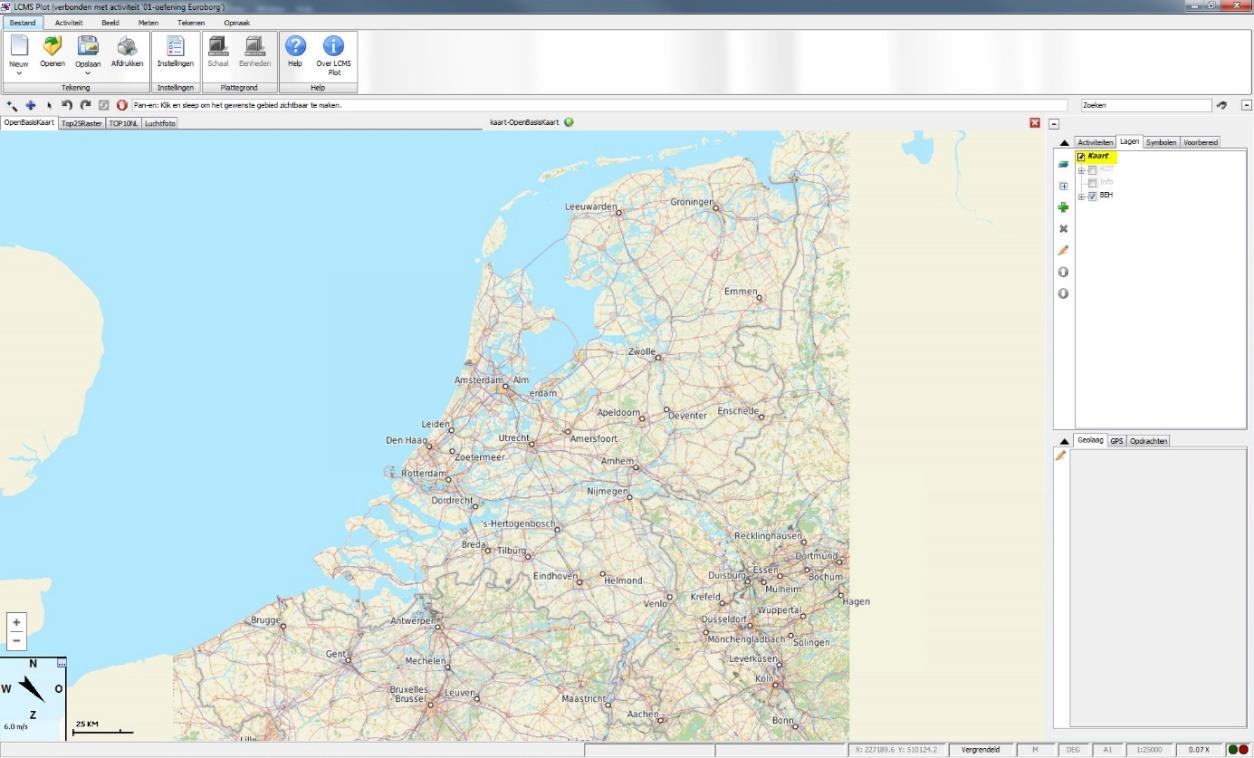 LCMS Plot (verbonden met activiteit '01-oefening Euroborg')
Bestand Activiteit Beeld Meten Tekenen Opmaak
Nieuw Openen Opslaan Afdrukken Instellingen Schaal Eenheden Help Over LCMS Plot
Tekening Instellingen Plattegrond Help
Pan-en: Klik en sleep om het gewenste gebied zichtbaar te maken.
Zoeken
OpenBasisKaart Top25Raster TOP10NL Luchtfoto
kaart-OpenBasisKaart
Activiteiten Lagen Symbolen Voorbereid
Kaart
Info
BEH
Geolaag GPS Opdrachten
Leeuwarden
Groningen
Emmen
Zwolle
Amsterdam Alm
erdam
Apeldoorn
Deventer
Enschede
Leiden
Den Haag
Utrecht
Amersfoort
Zoetermeer
Arnhem
Rotterdam
Nijmegen
Dordrecht
's-Hertogenbosch
Recklinghausen
Breda
Tilburg
Dortmund
Eindhoven
Helmond
Duisburg
Essen
Bochum
Mülheim
Venlo
Krefeld
Hagen
Wuppertal
Brugge
Antwerpen
Düsseldorf
Mönchengladbach
Solingen
Gent
Mechelen
Leverkusen
Köln
Bruxelles
- Brussel
Leuven
Maastricht
Aachen
Bonn
Lille
+
−
N
W
O
Z
6.0 m/s
25 KM
X: 227189.6 Y: 510124.2 Vergrendeld M DEG A1 1:25000 0.07X